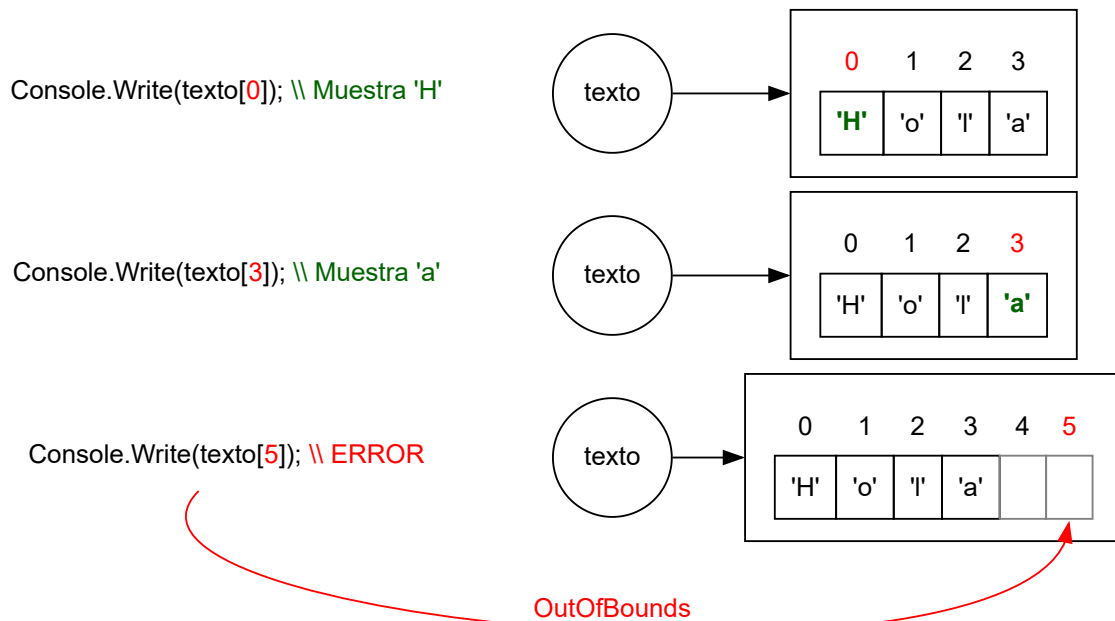 0 1 2 3
Console.Write(texto[0]); \\ Muestra 'H'
texto
'H' 'o' 'l' 'a'
0 1 2 3
Console.Write(texto[3]); \\ Muestra 'a'
texto
'H' 'o' 'l' 'a'
0 1 2 3 4 5
Console.Write(texto[5]); \\ ERROR
texto
'H' 'o' 'l' 'a'
OutOfBounds